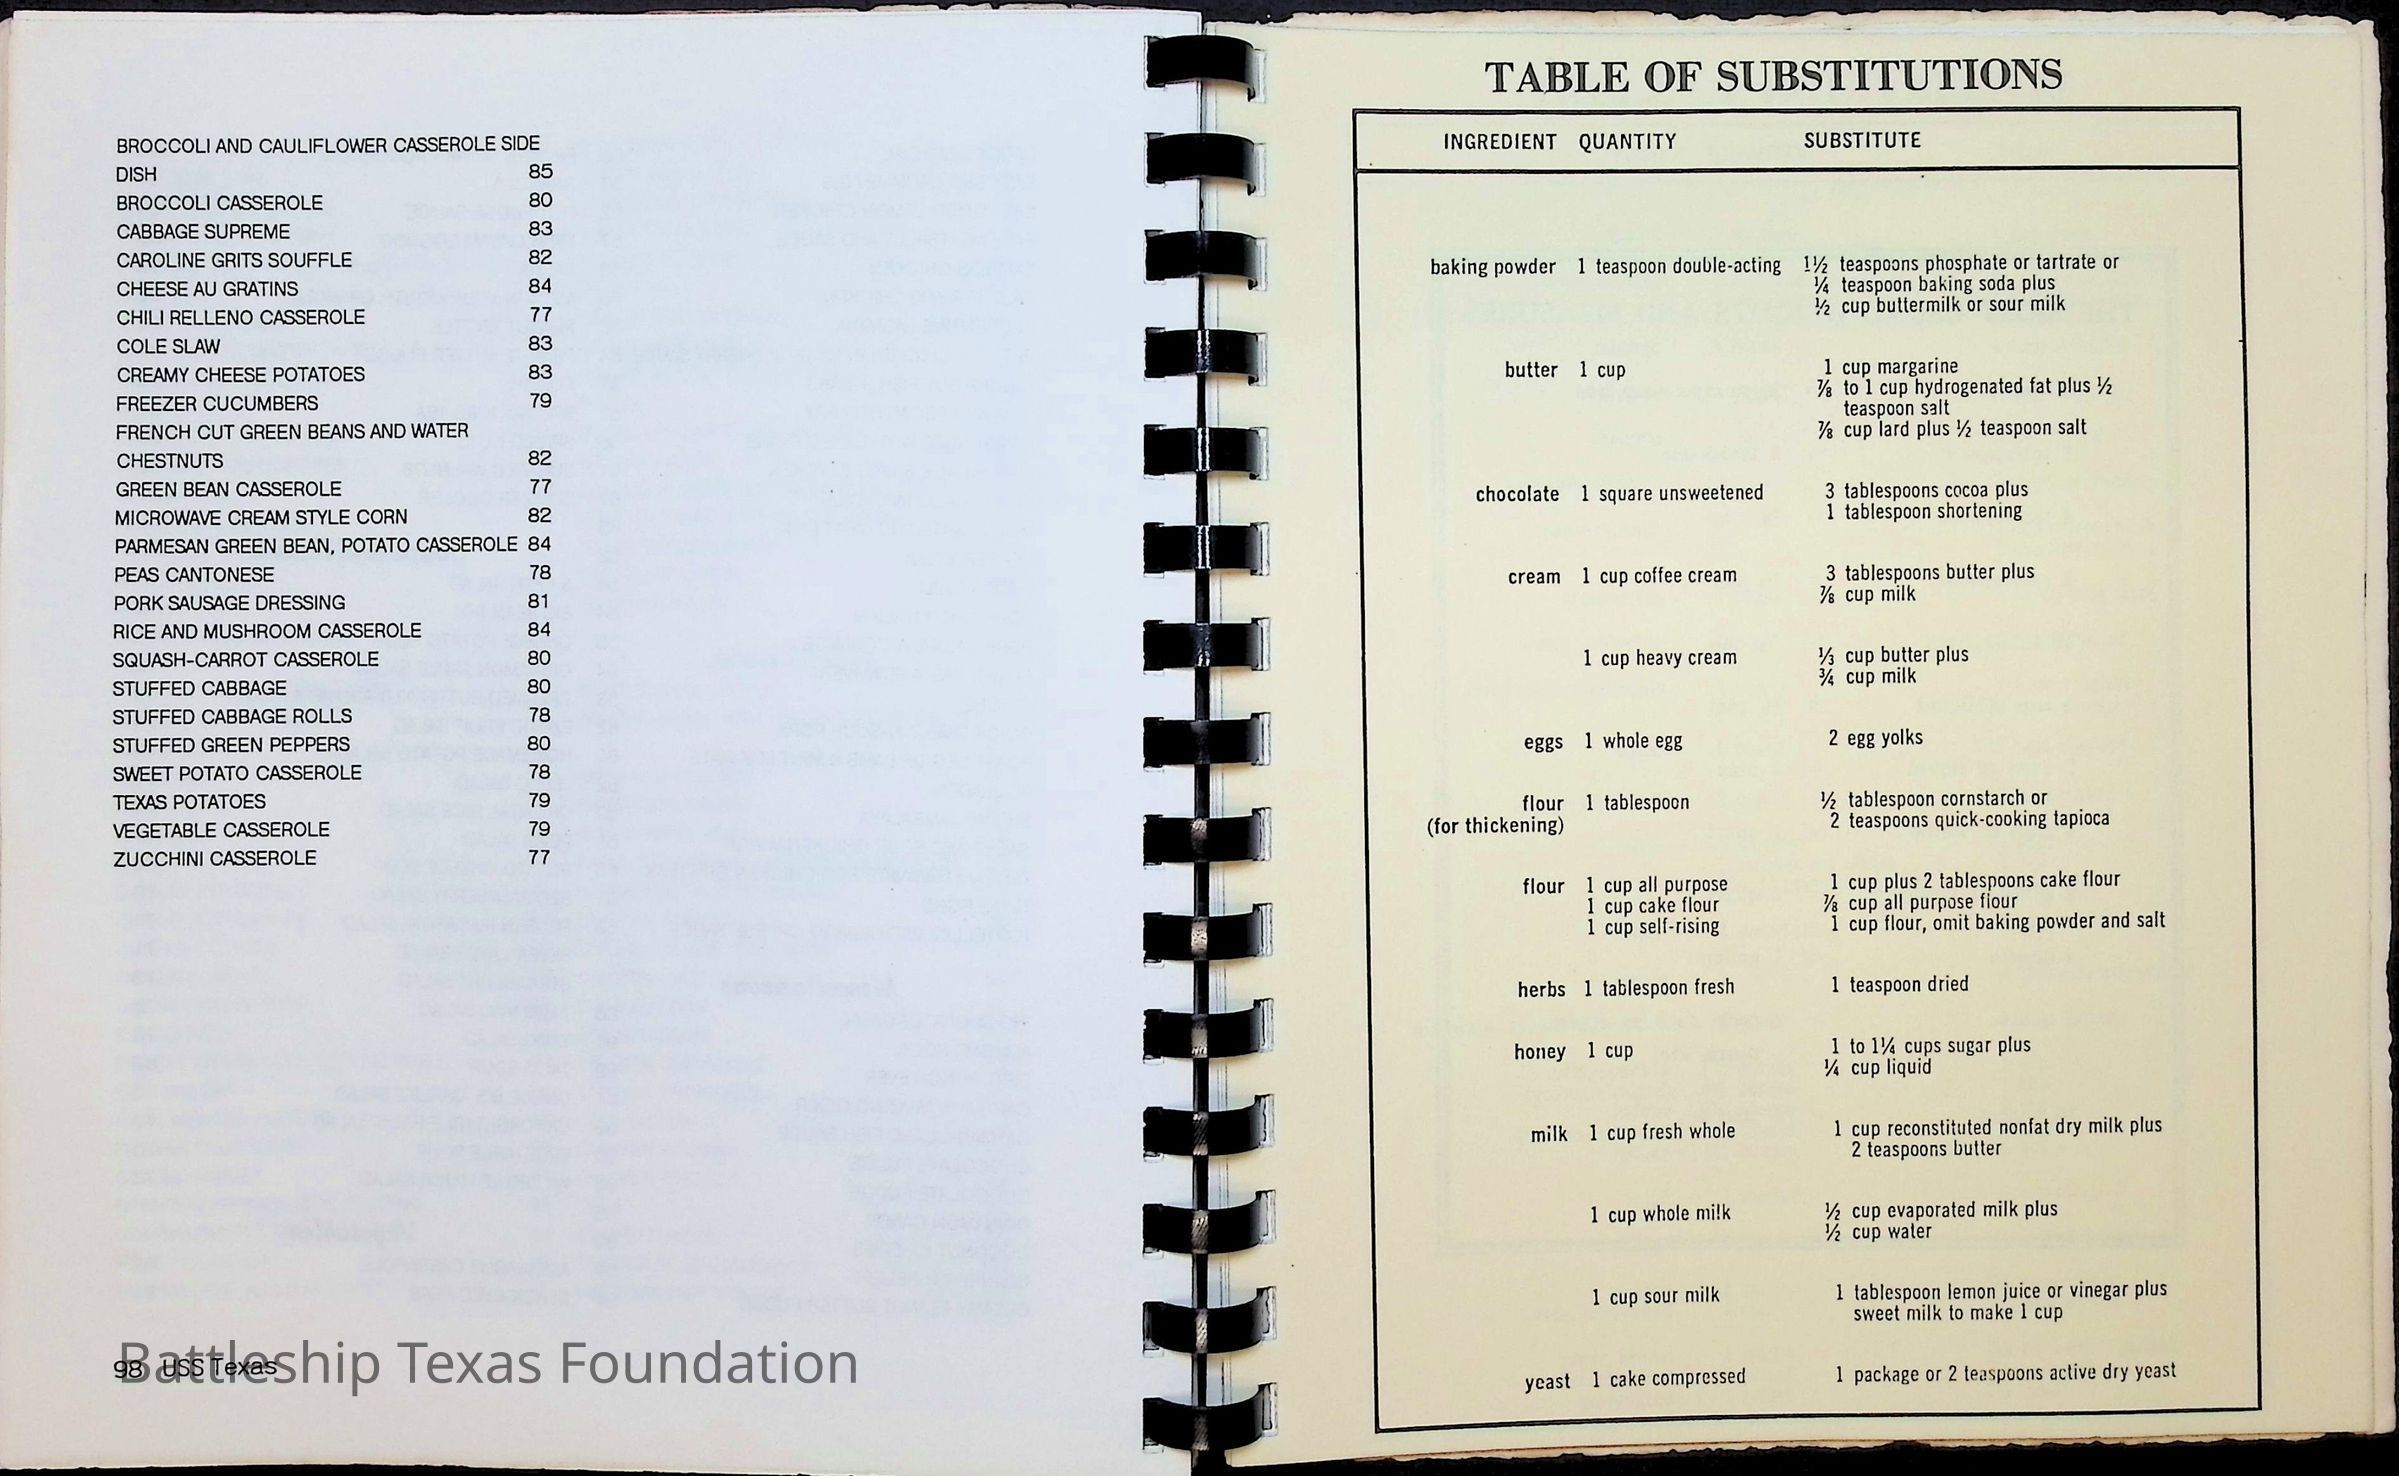 BROCCOLI AND CAULIFLOWER CASSEROLE SIDE
DISH 85
BROCCOLI CASSEROLE 80
CABBAGE SUPREME 83
CAROLINE GRITS SOUFFLE 82
CHEESE AU GRATINS 84
CHILI RELLENO CASSEROLE 77
COLE SLAW 83
CREAMY CHEESE POTATOES 83
FREEZER CUCUMBERS 79
FRENCH CUT GREEN BEANS AND WATER
CHESTNUTS 82
GREEN BEAN CASSEROLE 77
MICROWAVE CREAM STYLE CORN 82
PARMESAN GREEN BEAN, POTATO CASSEROLE 84
PEAS CANTONESE 78
PORK SAUSAGE DRESSING 81
RICE AND MUSHROOM CASSEROLE 84
SQUASH-CARROT CASSEROLE 80
STUFFED CABBAGE 80
STUFFED CABBAGE ROLLS 78
STUFFED GREEN PEPPERS 80
SWEET POTATO CASSEROLE 78
TEXAS POTATOES 79
VEGETABLE CASSEROLE 79
ZUCCHINI CASSEROLE 77
98 USS Texas
Battleship Texas Foundation
TABLE OF SUBSTITUTIONS
INGREDIENT QUANTITY SUBSTITUTE
baking powder 1 teaspoon double-acting 1½ teaspoons phosphate or tartrate or
¼ teaspoon baking soda plus
½ cup buttermilk or sour milk
butter 1 cup 1 cup margarine
⅞ to 1 cup hydrogenated fat plus ½
teaspoon salt
⅞ cup lard plus ½ teaspoon salt
chocolate 1 square unsweetened 3 tablespoons cocoa plus
1 tablespoon shortening
cream 1 cup coffee cream 3 tablespoons butter plus
⅞ cup milk
1 cup heavy cream ⅓ cup butter plus
¾ cup milk
eggs 1 whole egg 2 egg yolks
flour 1 tablespoon ½ tablespoon cornstarch or
(for thickening) 2 teaspoons quick-cooking tapioca
flour 1 cup all purpose 1 cup plus 2 tablespoons cake flour
1 cup cake flour ⅞ cup all purpose flour
1 cup self-rising 1 cup flour, omit baking powder and salt
herbs 1 tablespoon fresh 1 teaspoon dried
honey 1 cup 1 to 1¼ cups sugar plus
¼ cup liquid
milk 1 cup fresh whole 1 cup reconstituted nonfat dry milk plus
2 teaspoons butter
1 cup whole milk ½ cup evaporated milk plus
½ cup water
1 cup sour milk 1 tablespoon lemon juice or vinegar plus
sweet milk to make 1 cup
yeast 1 cake compressed 1 package or 2 teaspoons active dry yeast